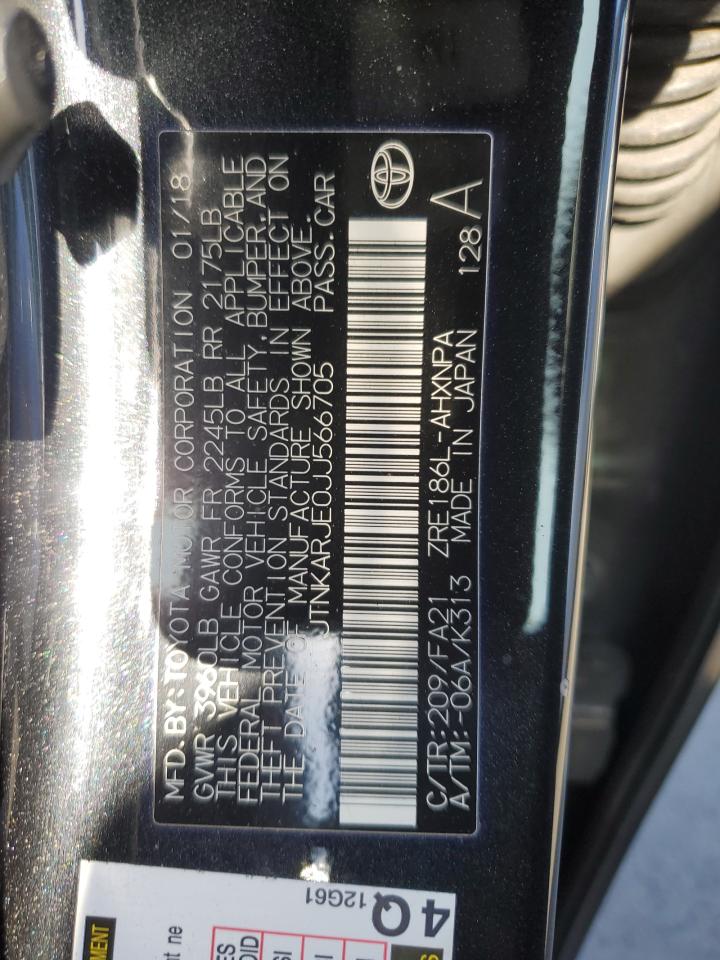 MFD. BY: TOYOTA MOTOR CORPORATION 01/18
GVWR 3960LB GAWR FR 2245LB RR 2175LB
THIS VEHICLE CONFORMS TO ALL APPLICABLE
FEDERAL MOTOR VEHICLE SAFETY, BUMPER, AND
THEFT PREVENTION STANDARDS IN EFFECT ON
THE DATE OF MANUFACTURE SHOWN ABOVE.
JTNKARJE0JJ566705 PASS. CAR
C/TR: 209/FA21 ZRE186L-AHXNPA
A/TM: -06A/K313 MADE IN JAPAN 128 A
4Q
12G61